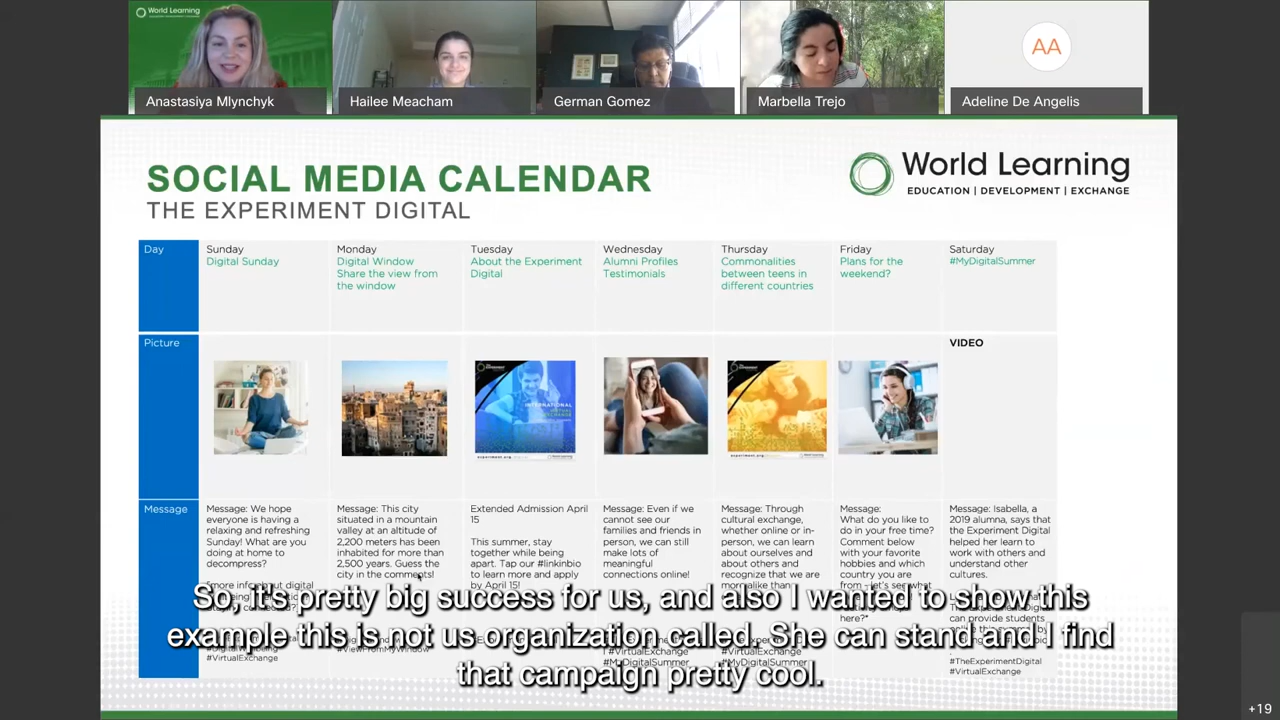 World Learning
Anastasiya Mlynchyk
Hailee Meacham
German Gomez
Marbella Trejo
AA
Adeline De Angelis
SOCIAL MEDIA CALENDAR
THE EXPERIMENT DIGITAL
World Learning
EDUCATION | DEVELOPMENT | EXCHANGE
Day
Sunday
Digital Sunday
Monday
Digital Window
Share the view from
the window
Tuesday
About the Experiment
Digital
Wednesday
Alumni Profiles
Testimonials
Thursday
Commonalities
between teens in
different countries
Friday
Plans for the
weekend?
Saturday
#MyDigitalSummer
Picture
INTERNATIONAL
experiment.org
experiment.org
VIDEO
Message
Message: We hope
everyone is having a
relaxing and refreshing
Sunday! What are you
doing at home to
decompress?
#VirtualExchange
Message: This city
situated in a mountain
valley at an altitude of
2,200 meters has been
inhabited for more than
2,500 years. Guess the
city in the comments!
Extended Admission April
15
This summer, stay
together while being
apart. Tap our #linkinbio
to learn more and apply
by April 15!
Message: Even if we
cannot see our
families and friends in
person, we can still
make lots of
meaningful
connections online!
#VirtualExchange
#MyDigitalSummer
Message: Through
cultural exchange,
whether online or in-
person, we can learn
about ourselves and
about others and
recognize that we are
#VirtualExchange
#MyDigitalSummer
Message:
What do you like to
do in your free time?
Comment below
with your favorite
hobbies and which
country you are
here?*
Message: Isabella, a
2019 alumna, says that
the Experiment Digital
helped her learn to
work with others and
understand other
cultures.
#TheExperimentDigital
#VirtualExchange
So, it's pretty big success for us, and also I wanted to show this
example this is not us organization called. She can stand and I find
that campaign pretty cool.
+19